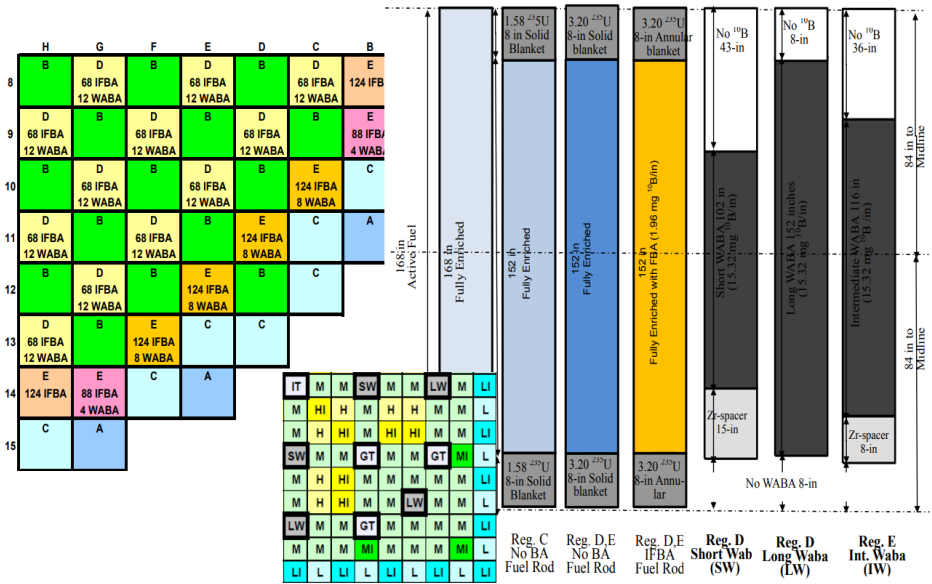 H G F E D C B
8 B D B D B D E
68 IFBA 68 IFBA 68 IFBA 124 IFBA
12 WABA 12 WABA 12 WABA
9 D B D B D B E
68 IFBA 68 IFBA 68 IFBA 88 IFBA
12 WABA 12 WABA 12 WABA 4 WABA
10 B D B D B E C
68 IFBA 68 IFBA 124 IFBA
12 WABA 12 WABA 8 WABA
11 D B D B E C A
68 IFBA 68 IFBA 124 IFBA
12 WABA 12 WABA 8 WABA
12 B D B E B C
68 IFBA 124 IFBA
12 WABA 8 WABA
13 D B E C C
68 IFBA 124 IFBA
12 WABA 8 WABA
14 E E C A
124 IFBA 88 IFBA
4 WABA
15 C A
IT M M SW M M LW M LI
M HI H M H H M M L
M H HI M HI HI M M LI
SW M M GT M M GT MI L
M H HI M M M M M LI
M H HI M M LW M M L
LW M M GT M M M M LI
M M M MI M M M MI L
LI L LI L LI L LI LI LI
168 in
Active Fuel
168 in
Fully Enriched
1.58 ²³⁵U
8-in Solid
Blanket
152 in
Fully Enriched
1.58 ²³⁵U
8-in Solid
Blanket
Reg. C
No BA
Fuel Rod
3.20 ²³⁵U
8-in Solid
blanket
152 in
Fully Enriched
3.20 ²³⁵U
8-in Solid
blanket
Reg. D,E
No BA
Fuel Rod
3.20 ²³⁵U
8-in Annular
blanket
152 in
Fully Enriched with FBA (1.96 mg ¹⁰B/in)
3.20 ²³⁵U
8-in Annu-
lar
Reg. D,E
IFBA
Fuel Rod
No ¹⁰B
43-in
Short WABA 102 in
(15.32 mg ¹⁰B/in)
Zr-spacer
15-in
Reg. D
Short Wab
(SW)
No ¹⁰B
8-in
Long WABA 152 inches
(15.32 mg ¹⁰B/in)
No WABA 8-in
Reg. D
Long Waba
(LW)
No ¹⁰B
36-in
Intermediate WABA 116 in
(15.32 mg ¹⁰B /in)
Zr-spacer
8-in
Reg. E
Int. Waba
(IW)
84 in to
Midline
84 in to
Midline